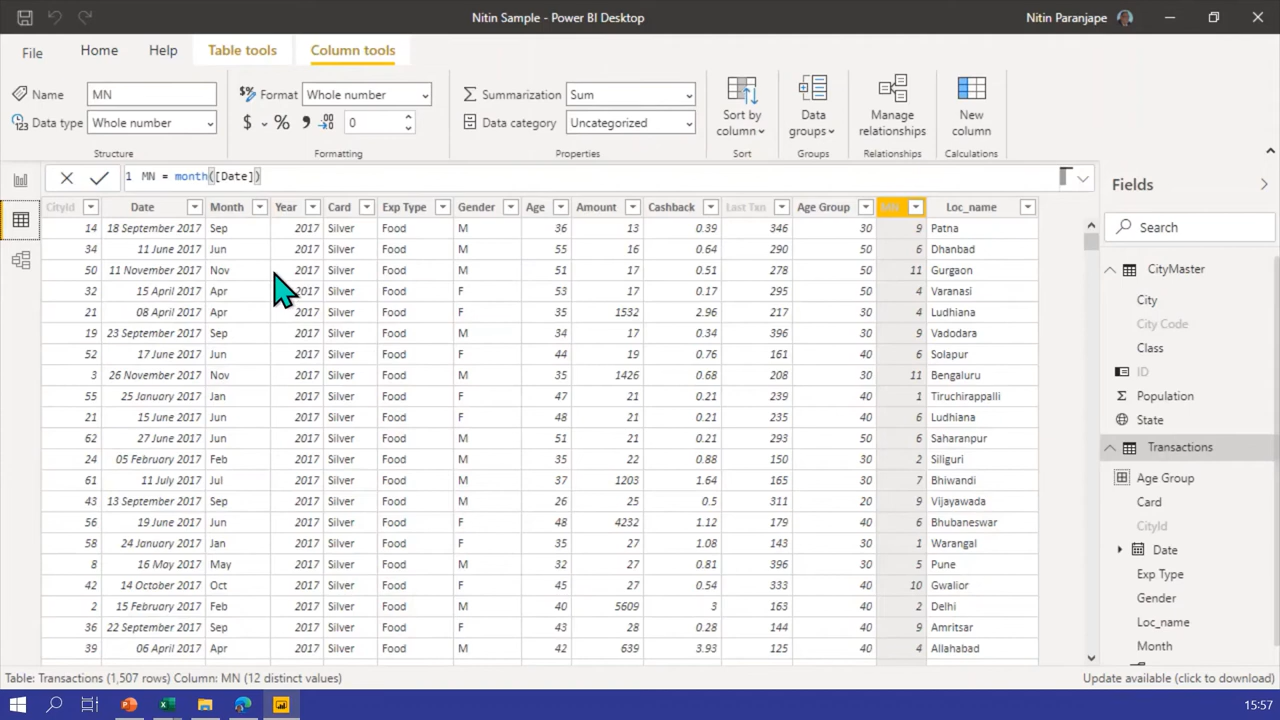 Nitin Sample - Power BI Desktop
Nitin Paranjape
File Home Help Table tools Column tools
Name MN
Format Whole number
Summarization Sum
Data type Whole number
$ % 0
Data category Uncategorized
Sort by column
Data groups
Manage relationships
New column
Structure Formatting Properties Sort Groups Relationships Calculations
1 MN = month([Date])
CityId Date Month Year Card Exp Type Gender Age Amount Cashback Last Txn Age Group MN Loc_name
14 18 September 2017 Sep 2017 Silver Food M 36 13 0.39 346 30 9 Patna
34 11 June 2017 Jun 2017 Silver Food M 55 16 0.64 290 50 6 Dhanbad
50 11 November 2017 Nov 2017 Silver Food M 51 17 0.51 278 50 11 Gurgaon
32 15 April 2017 Apr 2017 Silver Food F 53 17 0.17 295 50 4 Varanasi
21 08 April 2017 Apr 2017 Silver Food F 35 1532 2.96 217 30 4 Ludhiana
19 23 September 2017 Sep 2017 Silver Food M 34 17 0.34 396 30 9 Vadodara
52 17 June 2017 Jun 2017 Silver Food F 44 19 0.76 161 40 6 Solapur
3 26 November 2017 Nov 2017 Silver Food M 35 1426 0.68 208 30 11 Bengaluru
55 25 January 2017 Jan 2017 Silver Food F 47 21 0.21 239 40 1 Tiruchirappalli
21 15 June 2017 Jun 2017 Silver Food F 48 21 0.21 235 40 6 Ludhiana
62 27 June 2017 Jun 2017 Silver Food M 51 21 0.21 293 50 6 Saharanpur
24 05 February 2017 Feb 2017 Silver Food M 35 22 0.88 150 30 2 Siliguri
61 11 July 2017 Jul 2017 Silver Food M 37 1203 1.64 165 30 7 Bhiwandi
43 13 September 2017 Sep 2017 Silver Food M 26 25 0.5 311 20 9 Vijayawada
56 19 June 2017 Jun 2017 Silver Food F 48 4232 1.12 179 40 6 Bhubaneswar
58 24 January 2017 Jan 2017 Silver Food F 35 27 1.08 143 30 1 Warangal
8 16 May 2017 May 2017 Silver Food M 32 27 0.81 396 30 5 Pune
42 14 October 2017 Oct 2017 Silver Food F 45 27 0.54 333 40 10 Gwalior
2 15 February 2017 Feb 2017 Silver Food M 40 5609 3 163 40 2 Delhi
36 22 September 2017 Sep 2017 Silver Food M 43 28 0.28 144 40 9 Amritsar
39 06 April 2017 Apr 2017 Silver Food M 42 639 3.93 125 40 4 Allahabad
Fields
Search
CityMaster
City
City Code
Class
ID
Population
State
Transactions
Age Group
Card
CityId
Date
Exp Type
Gender
Loc_name
Month
Table: Transactions (1,507 rows) Column: MN (12 distinct values)
Update available (click to download)
15:57